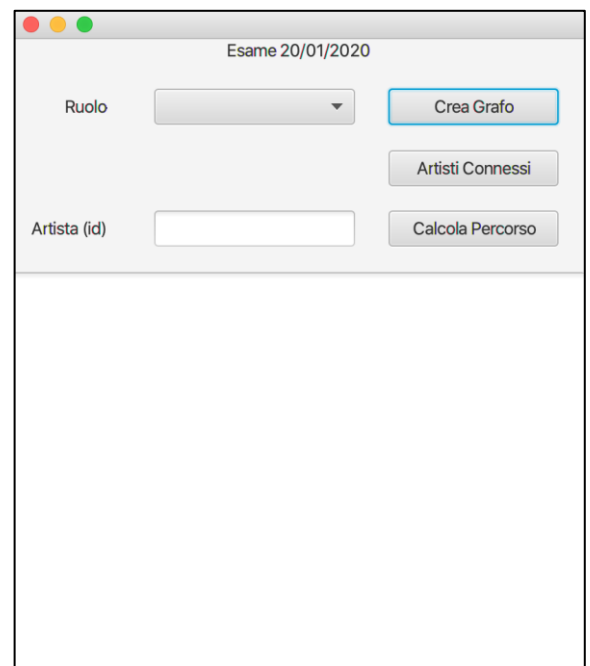 Esame 20/01/2020
Ruolo
Crea Grafo
Artisti Connessi
Artista (id)
Calcola Percorso